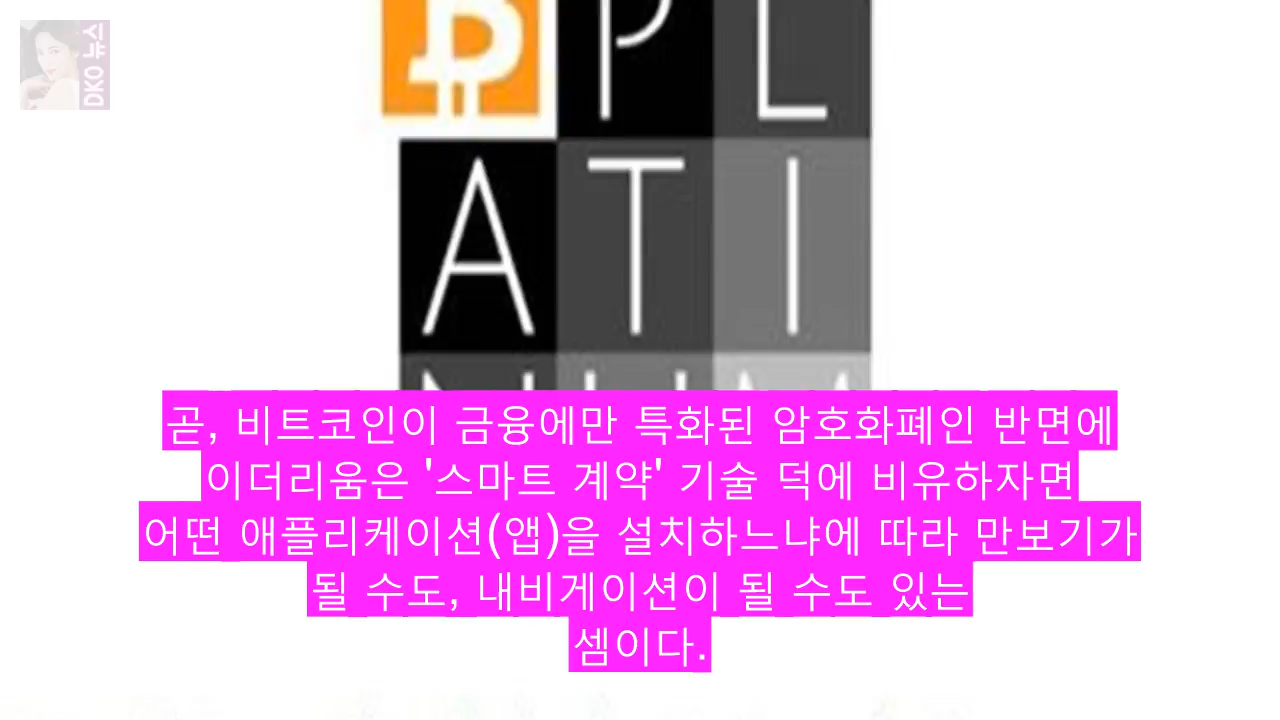 DKO 뉴스
P L
A T I
N U M
곧, 비트코인이 금융에만 특화된 암호화폐인 반면에
이더리움은 '스마트 계약' 기술 덕에 비유하자면
어떤 애플리케이션(앱)을 설치하느냐에 따라 만보기가
될 수도, 내비게이션이 될 수도 있는
셈이다.